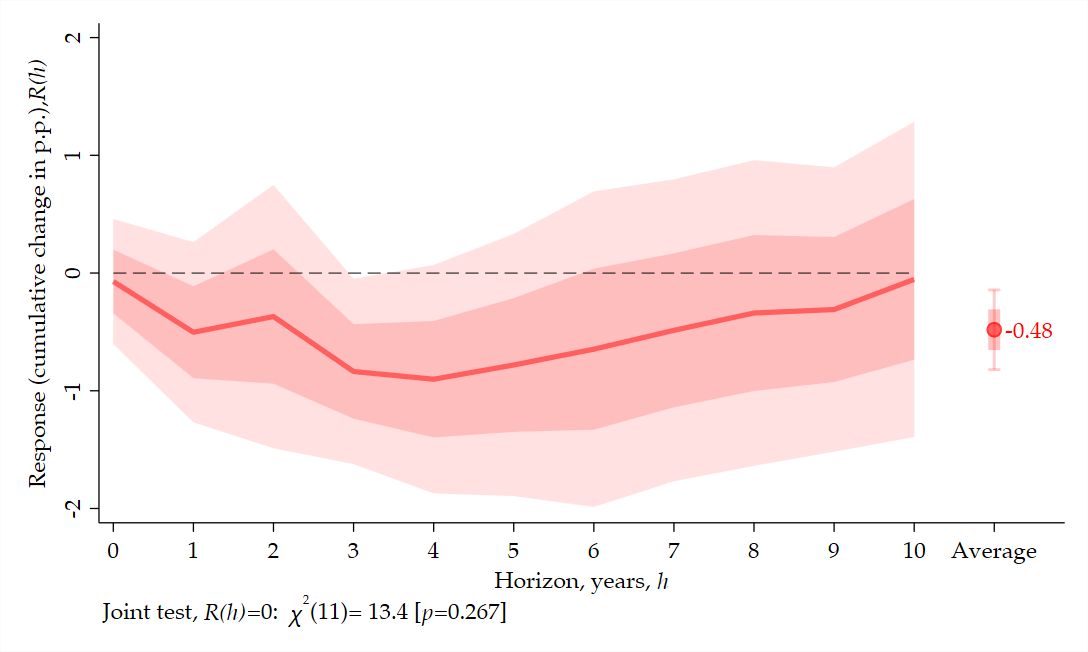 Response (cumulative change in p.p.),R(h)
2
1
0
-1
-2
-0.48
0 1 2 3 4 5 6 7 8 9 10 Average
Horizon, years, h
Joint test, R(h)=0: χ²(11)= 13.4 [p=0.267]